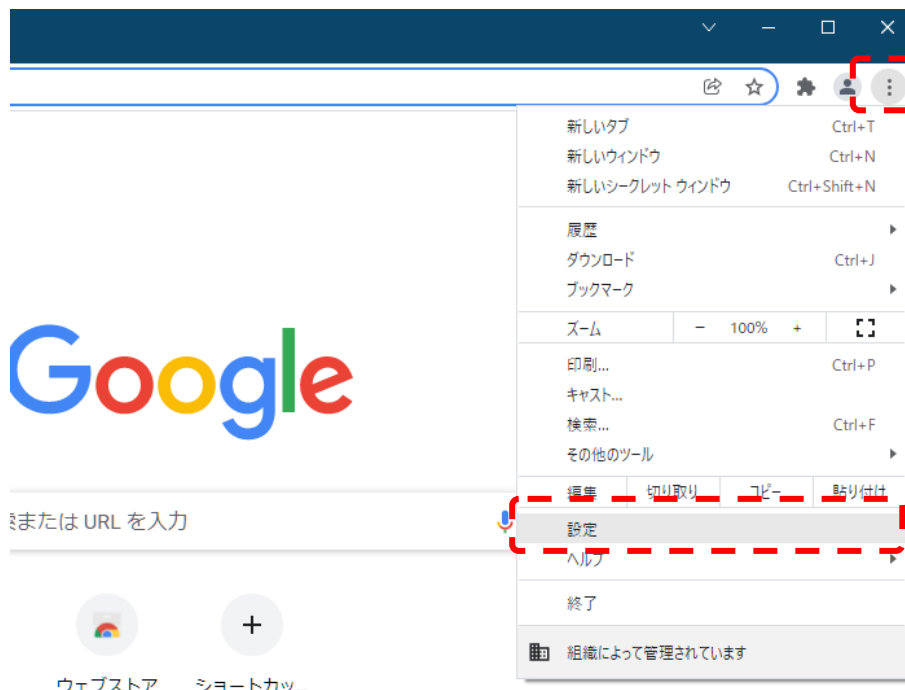 新しいタブ Ctrl+T
新しいウィンドウ Ctrl+N
新しいシークレット ウィンドウ Ctrl+Shift+N
履歴
ダウンロード Ctrl+J
ブックマーク
ズーム − 100% +
Google
印刷... Ctrl+P
キャスト...
検索... Ctrl+F
その他のツール
編集 切り取り コピー 貼り付け
または URL を入力
設定
ヘルプ
終了
組織によって管理されています
ウェブストア ショートカッ...